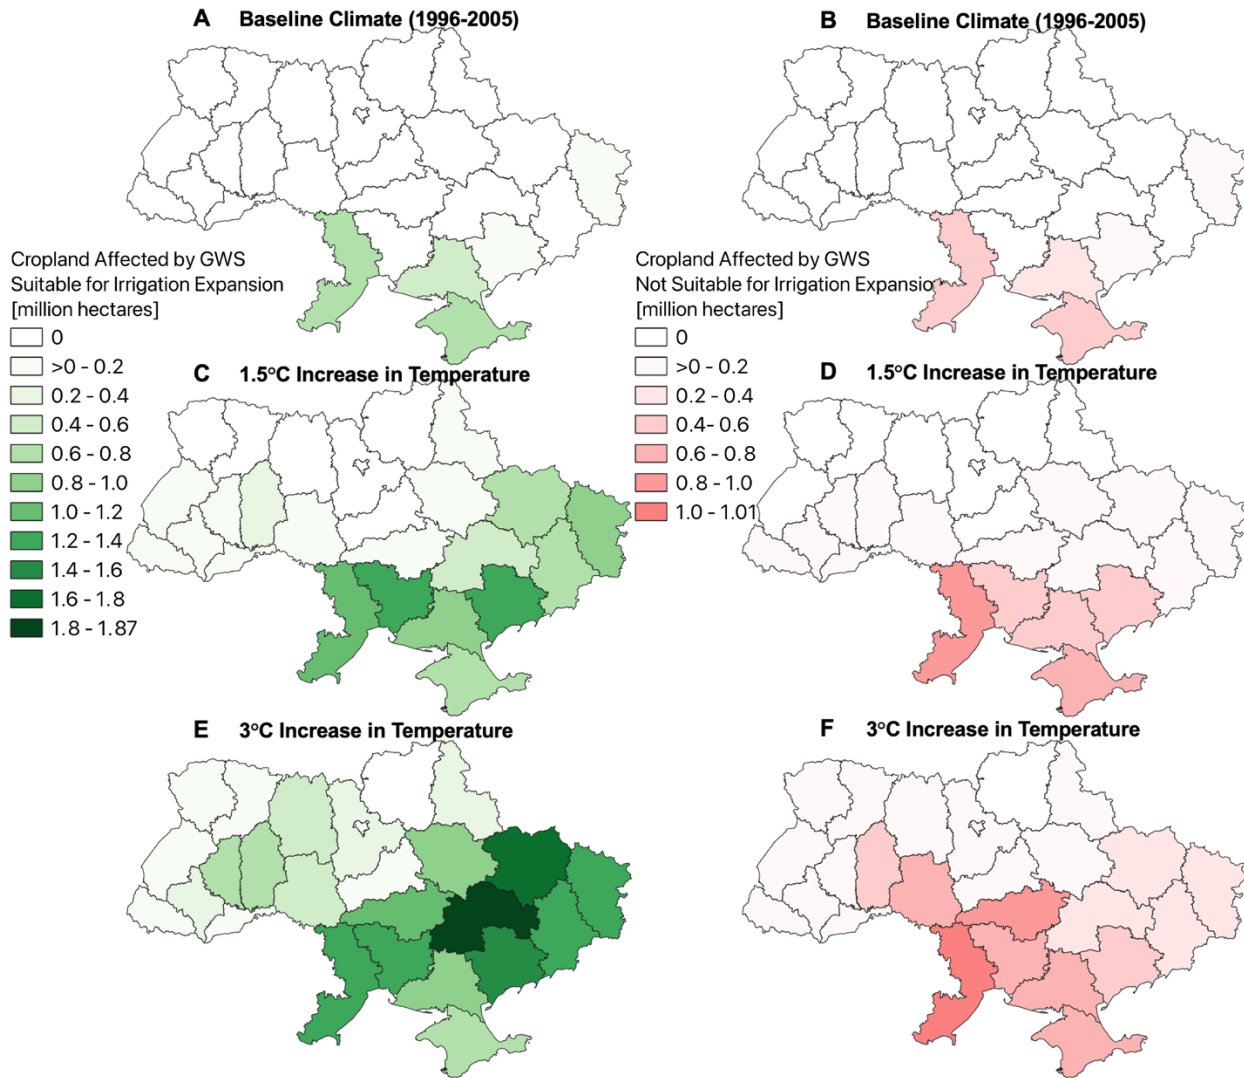 A Baseline Climate (1996-2005)
B Baseline Climate (1996-2005)
Cropland Affected by GWS
Suitable for Irrigation Expansion
[million hectares]
0
>0 - 0.2
0.2 - 0.4
0.4 - 0.6
0.6 - 0.8
0.8 - 1.0
1.0 - 1.2
1.2 - 1.4
1.4 - 1.6
1.6 - 1.8
1.8 - 1.87
Cropland Affected by GWS
Not Suitable for Irrigation Expansio
[million hectares]
0
>0 - 0.2
0.2 - 0.4
0.4- 0.6
0.6 - 0.8
0.8 - 1.0
1.0 - 1.01
C 1.5°C Increase in Temperature
D 1.5°C Increase in Temperature
E 3°C Increase in Temperature
F 3°C Increase in Temperature